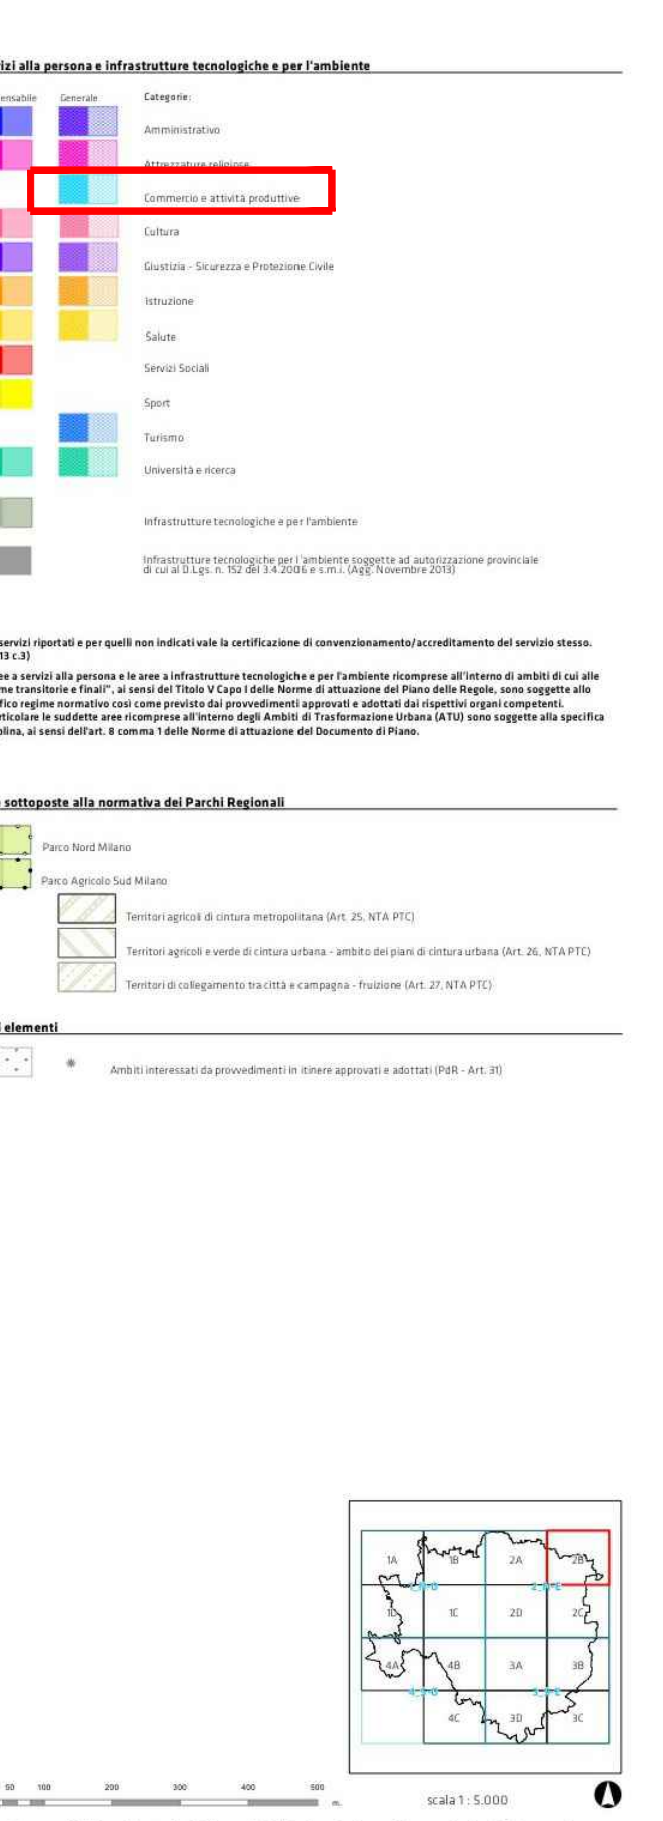 izi alla persona e infrastrutture tecnologiche e per l'ambiente
ensabile Generale Categorie:
Amministrativo
Attrezzature religiose
Commercio e attività produttive
Cultura
Giustizia - Sicurezza e Protezione Civile
Istruzione
Salute
Servizi Sociali
Sport
Turismo
Università e ricerca
Infrastrutture tecnologiche e per l'ambiente
Infrastrutture tecnologiche per l'ambiente soggette ad autorizzazione provinciale
di cui al D.Lgs. n. 152 del 3.4.2006 e s.m.i. (Agg. Novembre 2013)
servizi riportati e per quelli non indicati vale la certificazione di convenzionamento/accreditamento del servizio stesso.
13 c.3)
ee a servizi alla persona e le aree a infrastrutture tecnologiche e per l'ambiente ricomprese all'interno di ambiti di cui alle
me transitorie e finali", ai sensi del Titolo V Capo I delle Norme di attuazione del Piano delle Regole, sono soggette allo
fico regime normativo così come previsto dai provvedimenti approvati e adottati dai rispettivi organi competenti.
rticolare le suddette aree ricomprese all'interno degli Ambiti di Trasformazione Urbana (ATU) sono soggette alla specifica
plina, ai sensi dell'art. 8 comma 1 delle Norme di attuazione del Documento di Piano.
sottoposte alla normativa dei Parchi Regionali
Parco Nord Milano
Parco Agricolo Sud Milano
Territori agricoli di cintura metropolitana (Art. 25, NTA PTC)
Territori agricoli e verde di cintura urbana - ambito dei piani di cintura urbana (Art. 26, NTA PTC)
Territori di collegamento tra città e campagna - fruizione (Art. 27, NTA PTC)
i elementi
Ambiti interessati da provvedimenti in itinere approvati e adottati (PdR - Art. 31)
1A 1B 2A 2B
1D 1C 2D 2C
4A 4B 3A 3B
4C 3D 3C
50 100 200 300 400 500
m.
scala 1 : 5.000